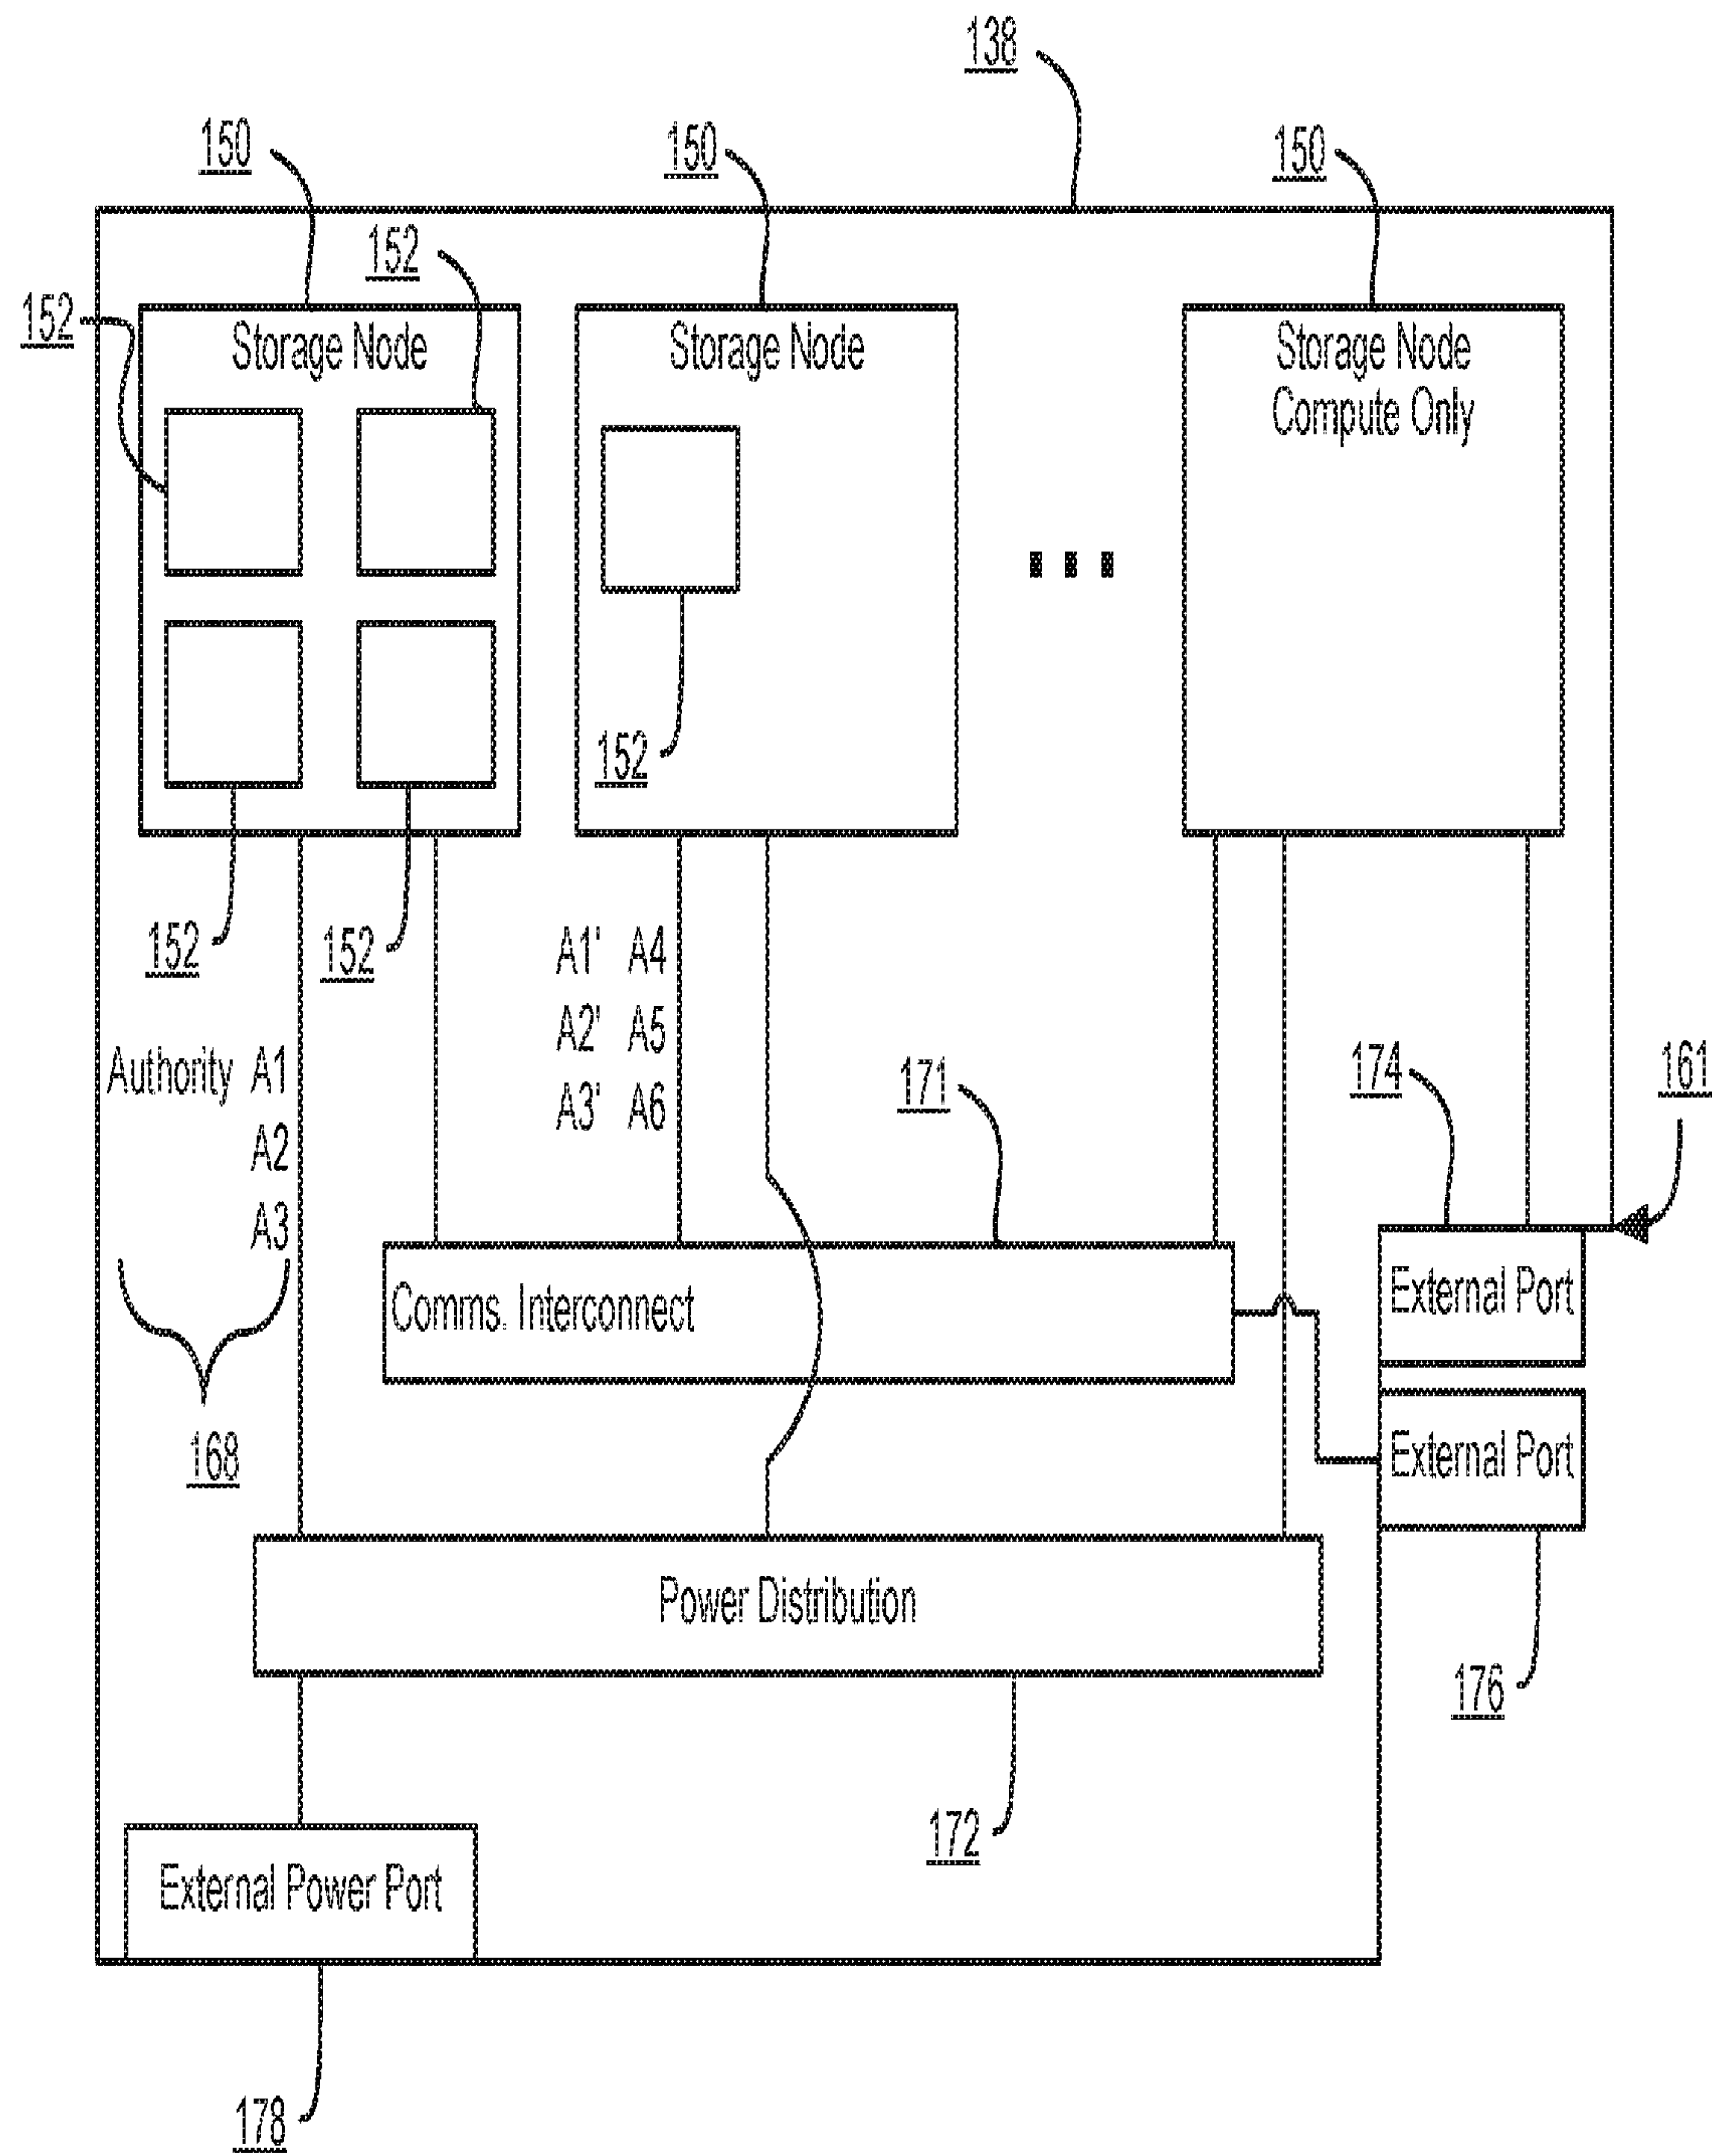 138
150
150
150
152
152
Storage Node
Storage Node
Storage Node
Compute Only
152
152
152
A1' A4
A2' A5
A3' A6
Authority A1
A2
A3
171
174
161
Comms. Interconnect
External Port
External Port
168
Power Distribution
176
172
External Power Port
178